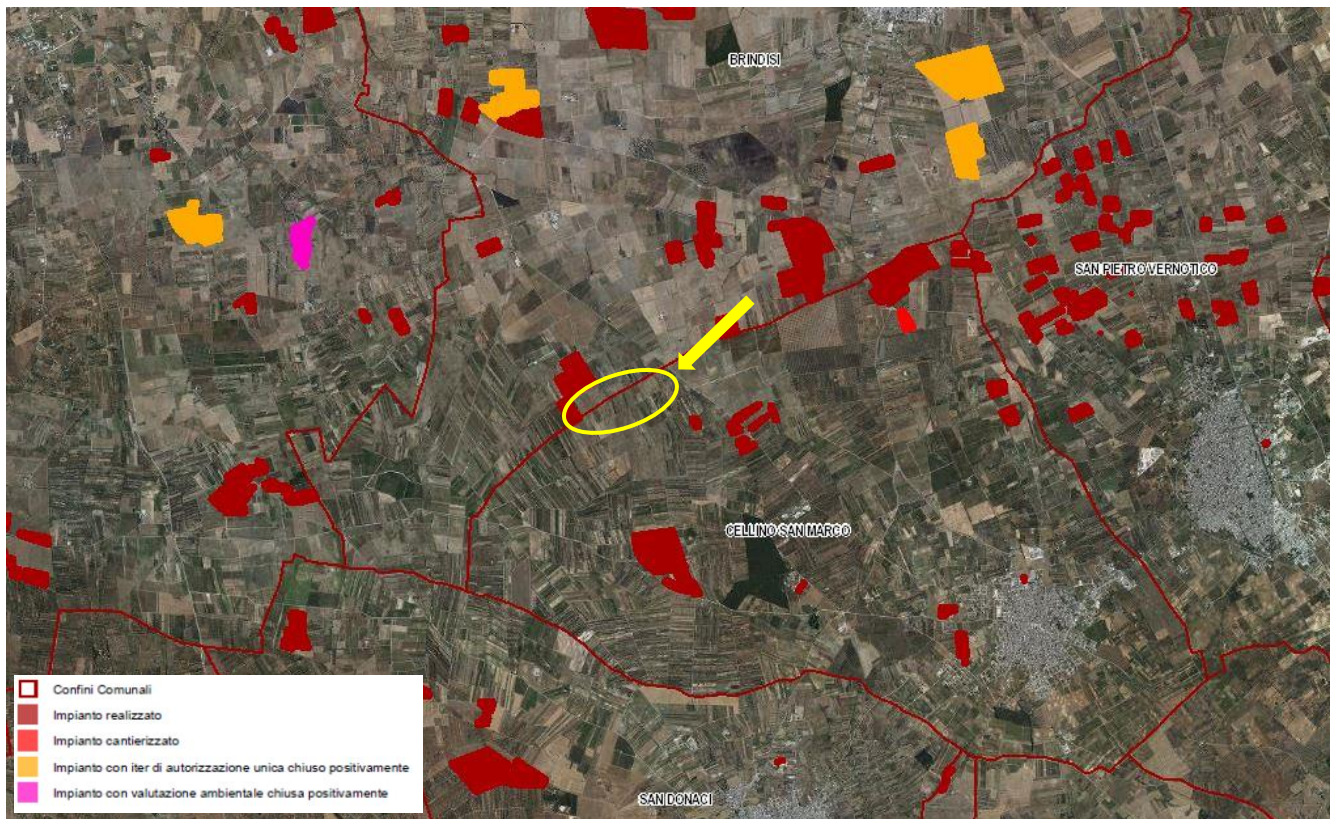 BRINDISI
SAN PIETRO VERNOTICO
CELLINO SAN MARCO
Confini Comunali
Impianto realizzato
Impianto cantierizzato
Impianto con iter di autorizzazione unica chiuso positivamente
Impianto con valutazione ambientale chiusa positivamente
SAN DONACI